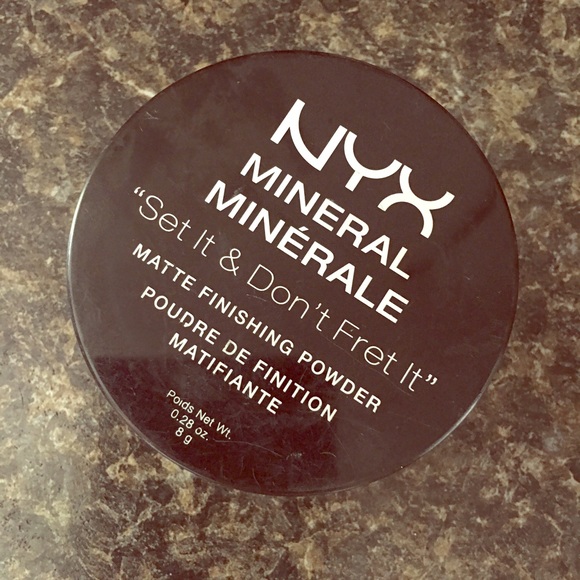 NYX
MINERAL
MINÉRALE
“Set It & Don’t Fret It”
MATTE FINISHING POWDER
POUDRE DE FINITION
MATIFIANTE
Poids Net Wt.
0.28 oz.
8 g